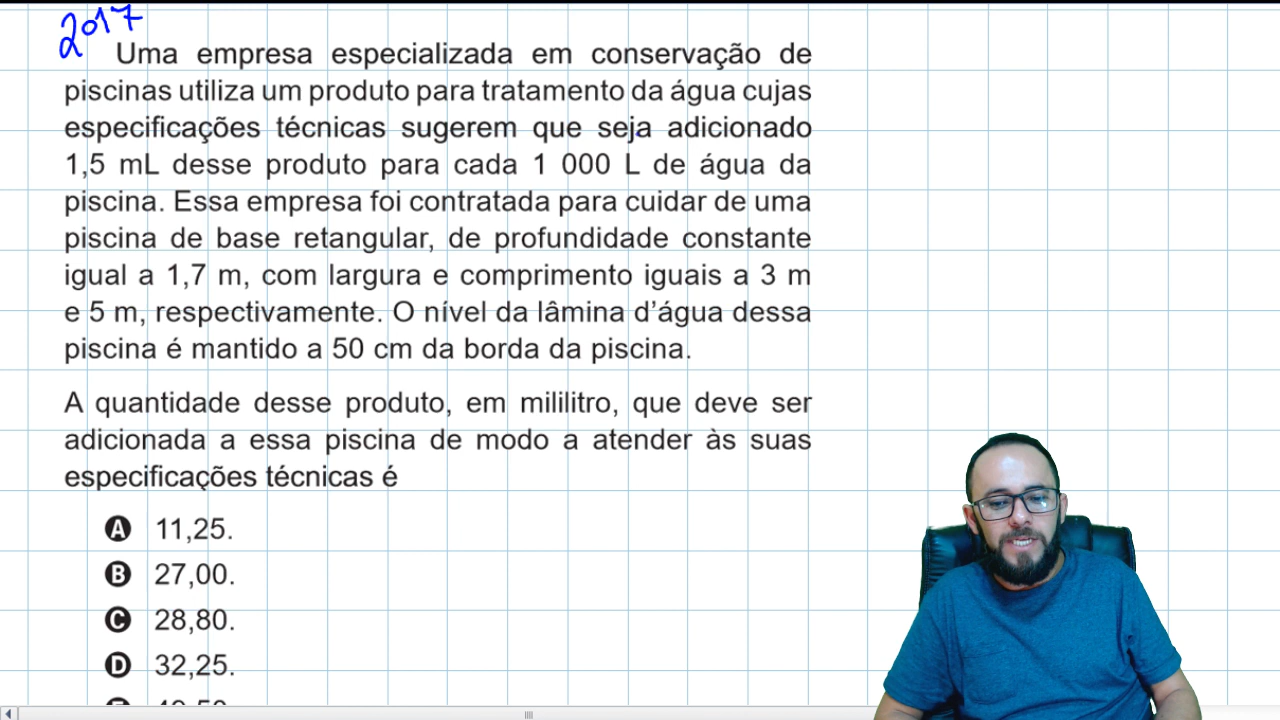 2017
Uma empresa especializada em conservação de
piscinas utiliza um produto para tratamento da água cujas
especificações técnicas sugerem que seja adicionado
1,5 mL desse produto para cada 1 000 L de água da
piscina. Essa empresa foi contratada para cuidar de uma
piscina de base retangular, de profundidade constante
igual a 1,7 m, com largura e comprimento iguais a 3 m
e 5 m, respectivamente. O nível da lâmina d’água dessa
piscina é mantido a 50 cm da borda da piscina.
A quantidade desse produto, em mililitro, que deve ser
adicionada a essa piscina de modo a atender às suas
especificações técnicas é
A 11,25.
B 27,00.
C 28,80.
D 32,25.